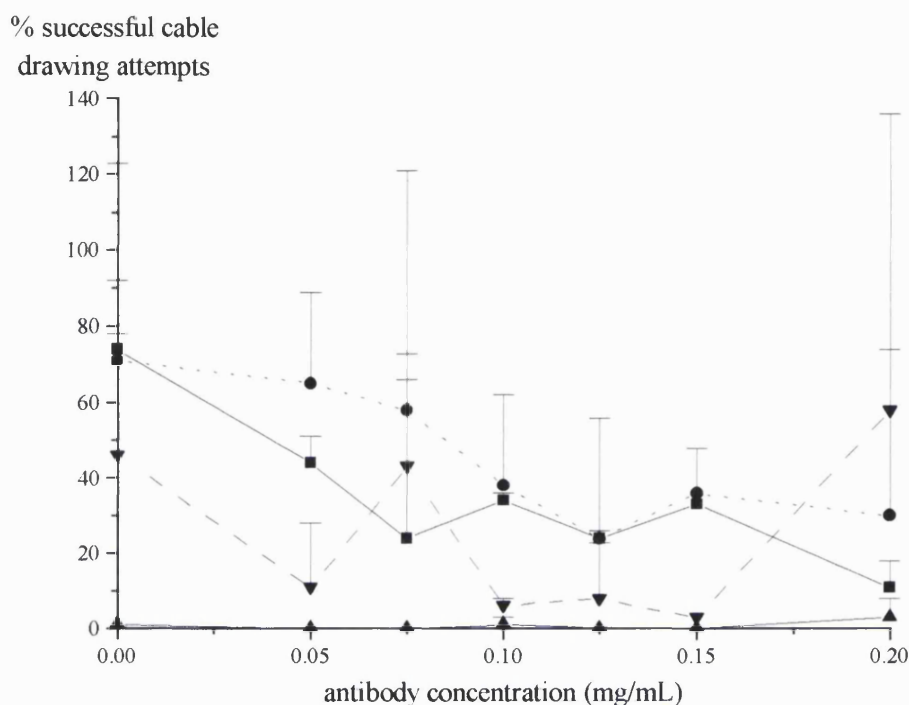 % successful cable
drawing attempts
140
120
100
80
60
40
20
0
0.00 0.05 0.10 0.15 0.20
antibody concentration (mg/mL)